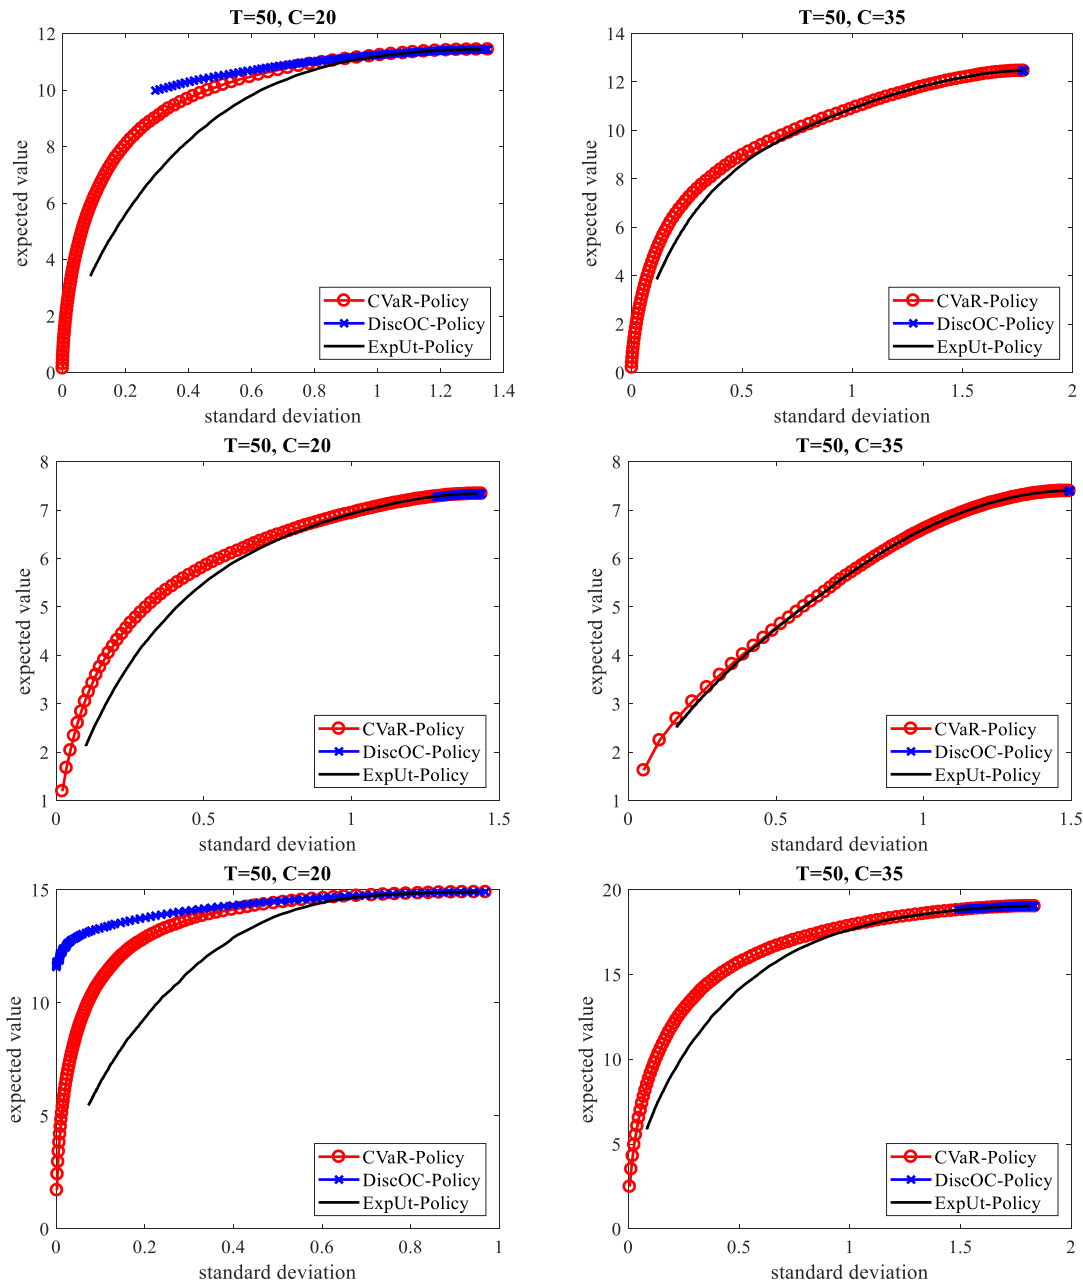 T=50, C=20
12
10
8
6
4
2
0
expected value
0
0.2
0.4
0.6
0.8
1
1.2
1.4
standard deviation
CVaR-Policy
DiscOC-Policy
ExpUt-Policy
T=50, C=35
14
12
10
8
6
4
2
0
expected value
0
0.5
1
1.5
2
standard deviation
CVaR-Policy
DiscOC-Policy
ExpUt-Policy
T=50, C=20
8
7
6
5
4
3
2
1
expected value
0
0.5
1
1.5
standard deviation
CVaR-Policy
DiscOC-Policy
ExpUt-Policy
T=50, C=35
8
7
6
5
4
3
2
1
expected value
0
0.5
1
1.5
standard deviation
CVaR-Policy
DiscOC-Policy
ExpUt-Policy
T=50, C=20
15
10
5
0
expected value
0
0.2
0.4
0.6
0.8
1
standard deviation
CVaR-Policy
DiscOC-Policy
ExpUt-Policy
T=50, C=35
20
15
10
5
0
expected value
0
0.5
1
1.5
2
standard deviation
CVaR-Policy
DiscOC-Policy
ExpUt-Policy